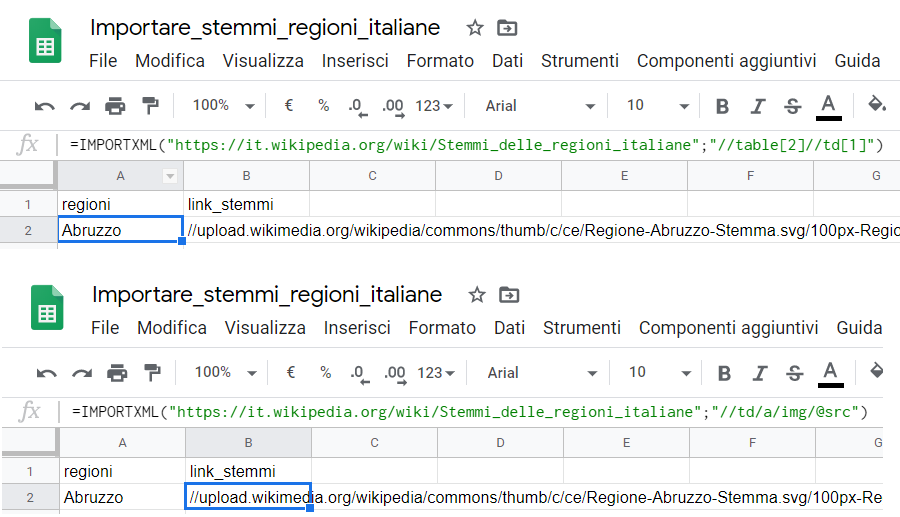 Importare_stemmi_regioni_italiane
File Modifica Visualizza Inserisci Formato Dati Strumenti Componenti aggiuntivi Guida
100% € % .0 .00 123 Arial 10 B I S A
fx =IMPORTXML("https://it.wikipedia.org/wiki/Stemmi_delle_regioni_italiane";"//table[2]//td[1]")
A B C D E F G
1 regioni link_stemmi
2 Abruzzo //upload.wikimedia.org/wikipedia/commons/thumb/c/ce/Regione-Abruzzo-Stemma.svg/100px-Regio
Importare_stemmi_regioni_italiane
File Modifica Visualizza Inserisci Formato Dati Strumenti Componenti aggiuntivi Guida
100% € % .0 .00 123 Arial 10 B I S A
fx =IMPORTXML("https://it.wikipedia.org/wiki/Stemmi_delle_regioni_italiane";"//td/a/img/@src")
A B C D E F G
1 regioni link_stemmi
2 Abruzzo //upload.wikimedia.org/wikipedia/commons/thumb/c/ce/Regione-Abruzzo-Stemma.svg/100px-Re